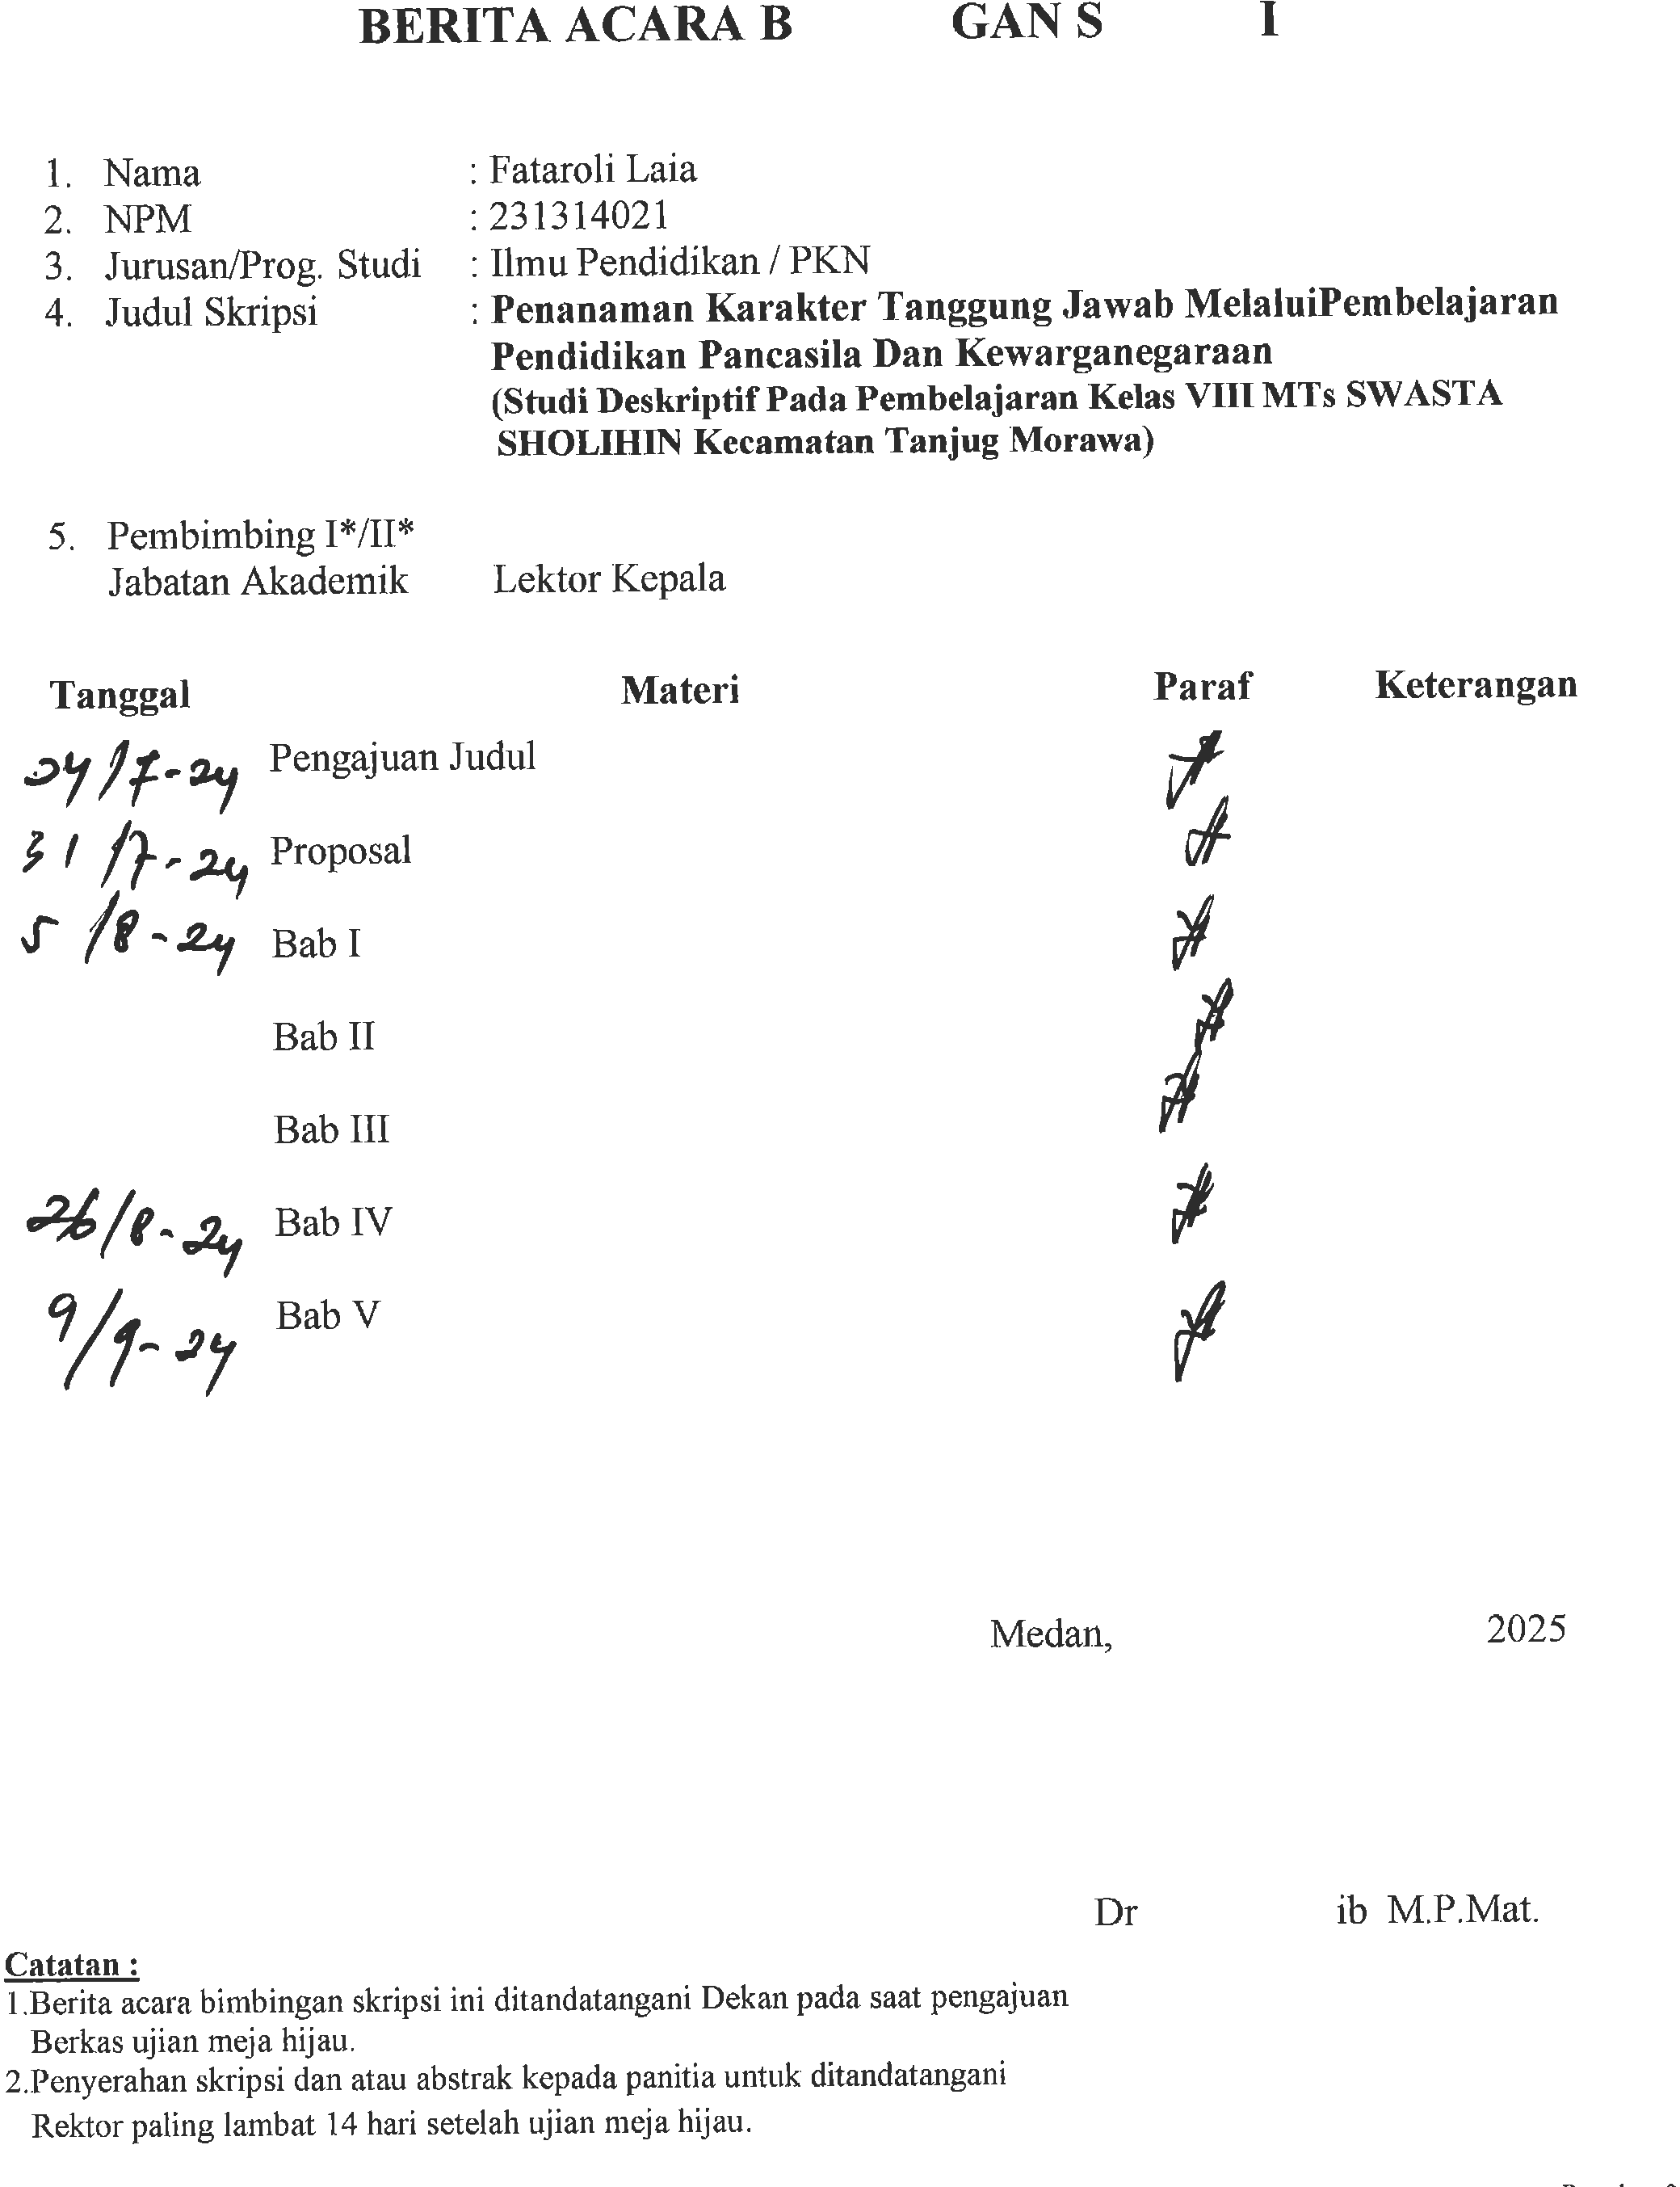 BERITA ACARA B GAN S I
1. Nama : Fataroli Laia
2. NPM : 231314021
3. Jurusan/Prog. Studi : Ilmu Pendidikan / PKN
4. Judul Skripsi : Penanaman Karakter Tanggung Jawab MelaluiPembelajaran
Pendidikan Pancasila Dan Kewarganegaraan
(Studi Deskriptif Pada Pembelajaran Kelas VIII MTs SWASTA
SHOLIHIN Kecamatan Tanjug Morawa)
5. Pembimbing I*/II*
Jabatan Akademik Lektor Kepala
Tanggal Materi Paraf Keterangan
24/7-24 Pengajuan Judul
31/7-24 Proposal
5/8-24 Bab I
Bab II
Bab III
26/8-24 Bab IV
9/9-24 Bab V
Medan, 2025
Dr ib M.P.Mat.
Catatan :
1.Berita acara bimbingan skripsi ini ditandatangani Dekan pada saat pengajuan
Berkas ujian meja hijau.
2.Penyerahan skripsi dan atau abstrak kepada panitia untuk ditandatangani
Rektor paling lambat 14 hari setelah ujian meja hijau.